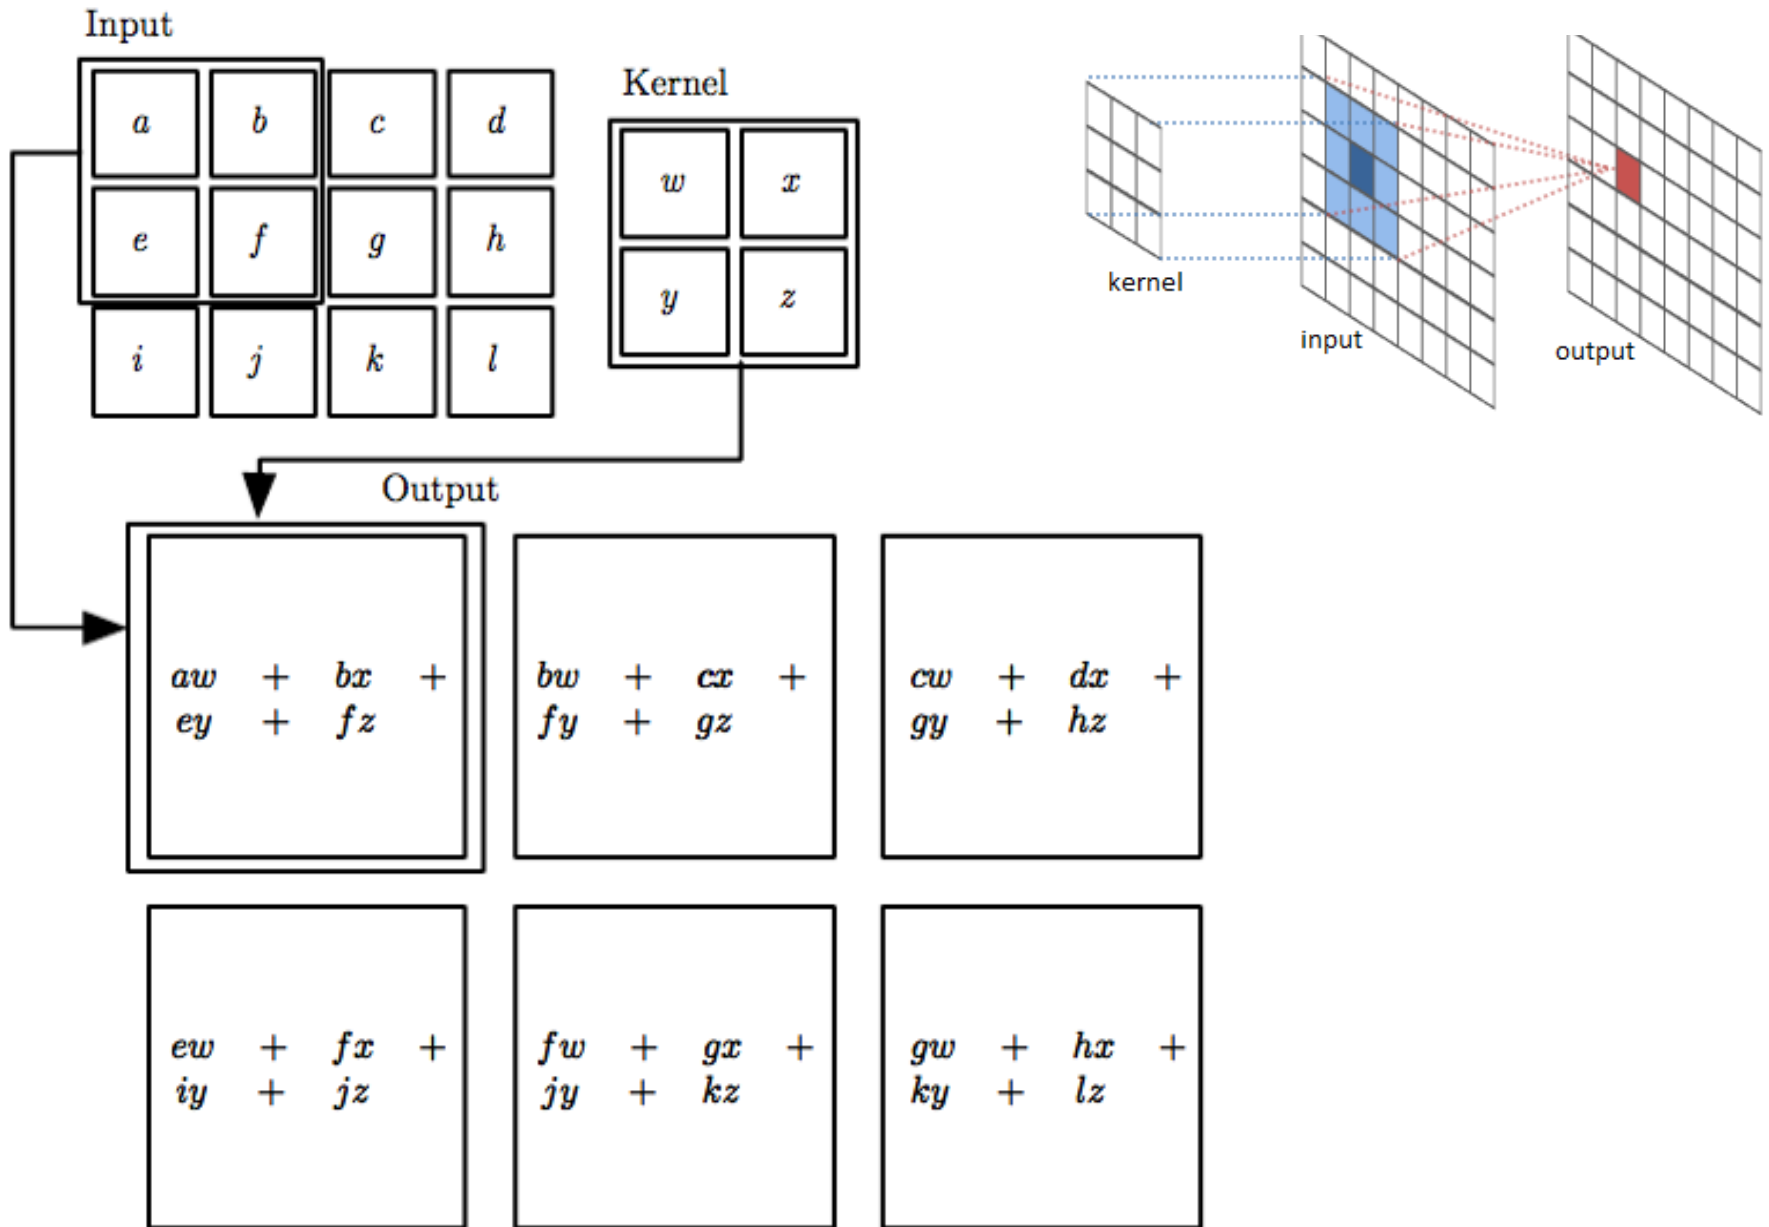 Input
a b c d
e f g h
i j k l
Kernel
w x
y z
kernel
input
output
Output
aw + bx +
ey + fz
bw + cx +
fy + gz
cw + dx +
gy + hz
ew + fx +
iy + jz
fw + gx +
jy + kz
gw + hx +
ky + lz